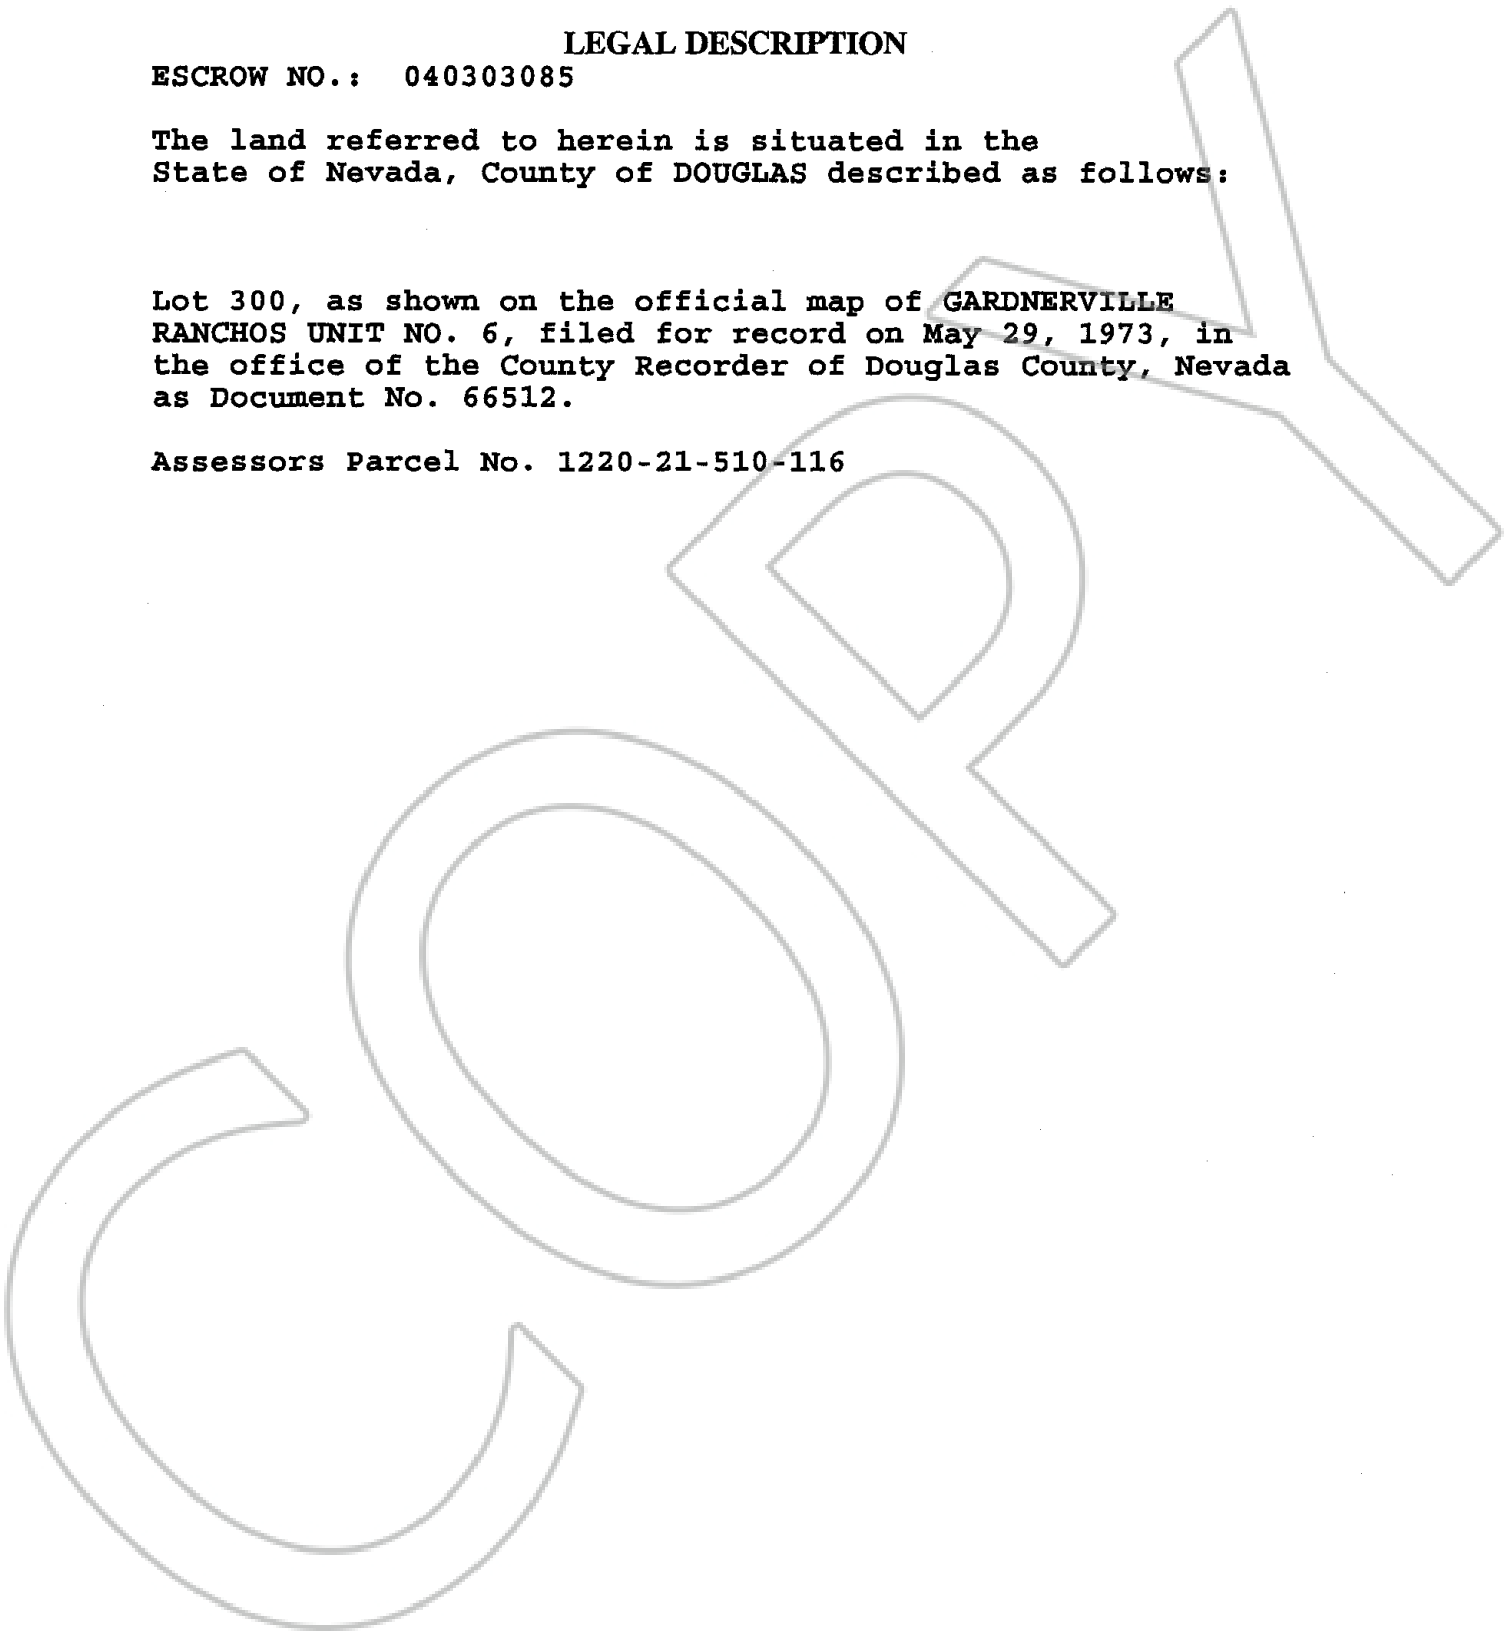 LEGAL DESCRIPTION
ESCROW NO.: 040303085
The land referred to herein is situated in the
State of Nevada, County of DOUGLAS described as follows:
Lot 300, as shown on the official map of GARDNERVILLE
RANCHOS UNIT NO. 6, filed for record on May 29, 1973, in
the office of the County Recorder of Douglas County, Nevada
as Document No. 66512.
Assessors Parcel No. 1220-21-510-116
COPY